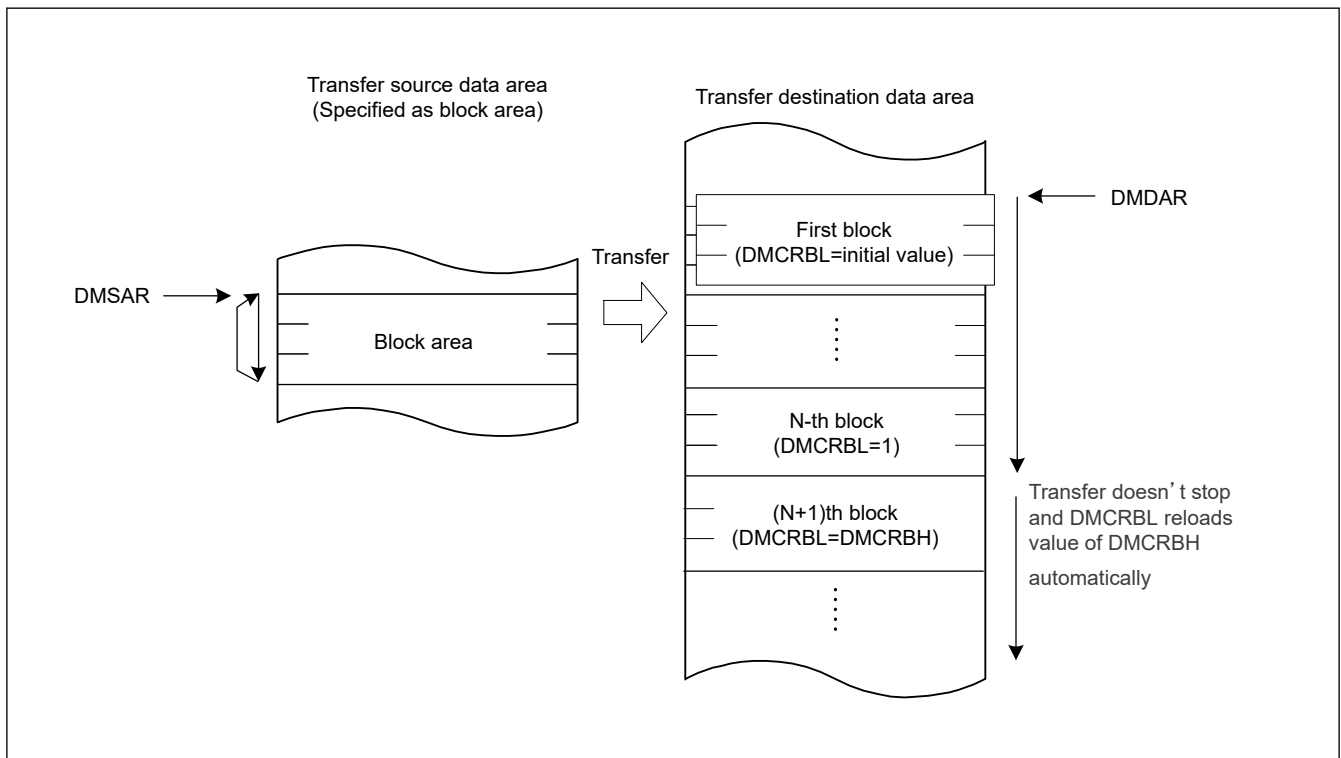 Transfer source data area
(Specified as block area)
Transfer destination data area
DMDAR
First block
(DMCRBL=initial value)
Transfer
DMSAR
Block area
N-th block
(DMCRBL=1)
(N+1)th block
(DMCRBL=DMCRBH)
Transfer doesn’t stop
and DMCRBL reloads
value of DMCRBH
automatically